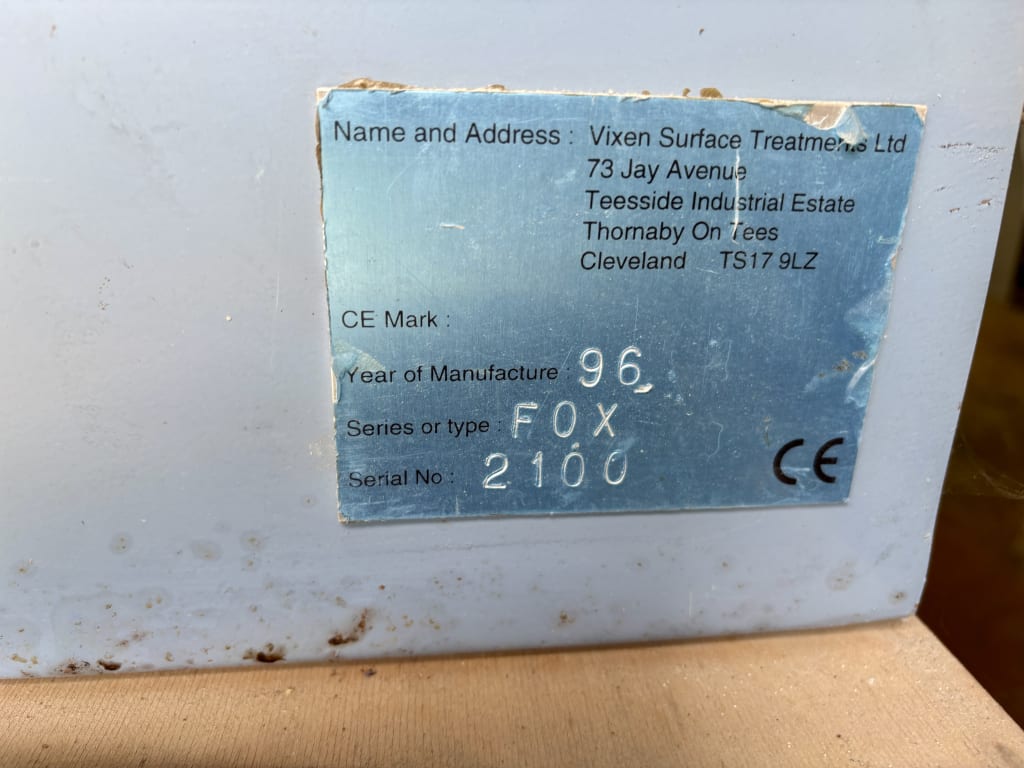 Name and Address : Vixen Surface Treatments Ltd
73 Jay Avenue
Teesside Industrial Estate
Thornaby On Tees
Cleveland TS17 9LZ
CE Mark :
Year of Manufacture : 96
Series or type : FOX
Serial No : 2100
CE